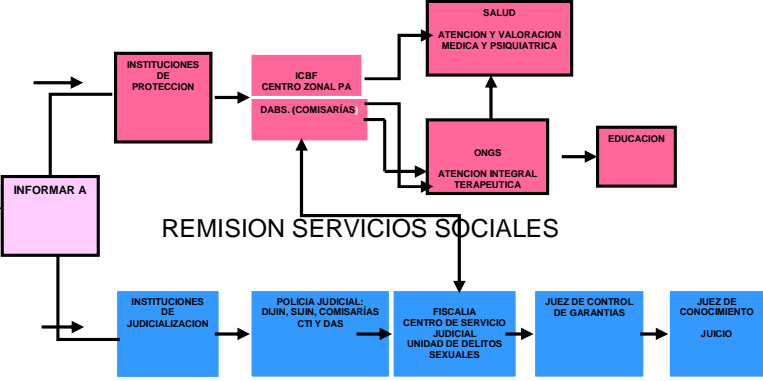 SALUD
ATENCION Y VALORACION
MEDICA Y PSIQUIATRICA
INSTITUCIONES
DE
PROTECCION
ICBF
CENTRO ZONAL PA
DABS. (COMISARÍAS)
ONGS
ATENCION INTEGRAL
TERAPEUTICA
EDUCACION
INFORMAR A
REMISION SERVICIOS SOCIALES
INSTITUCIONES
DE
JUDICIALIZACION
POLICIA JUDICIAL:
DIJIN, SIJIN, COMISARÍAS
CTI Y DAS
FISCALIA
CENTRO DE SERVICIO
JUDICIAL
UNIDAD DE DELITOS
SEXUALES
JUEZ DE CONTROL
DE GARANTIAS
JUEZ DE
CONOCIMIENTO
JUICIO